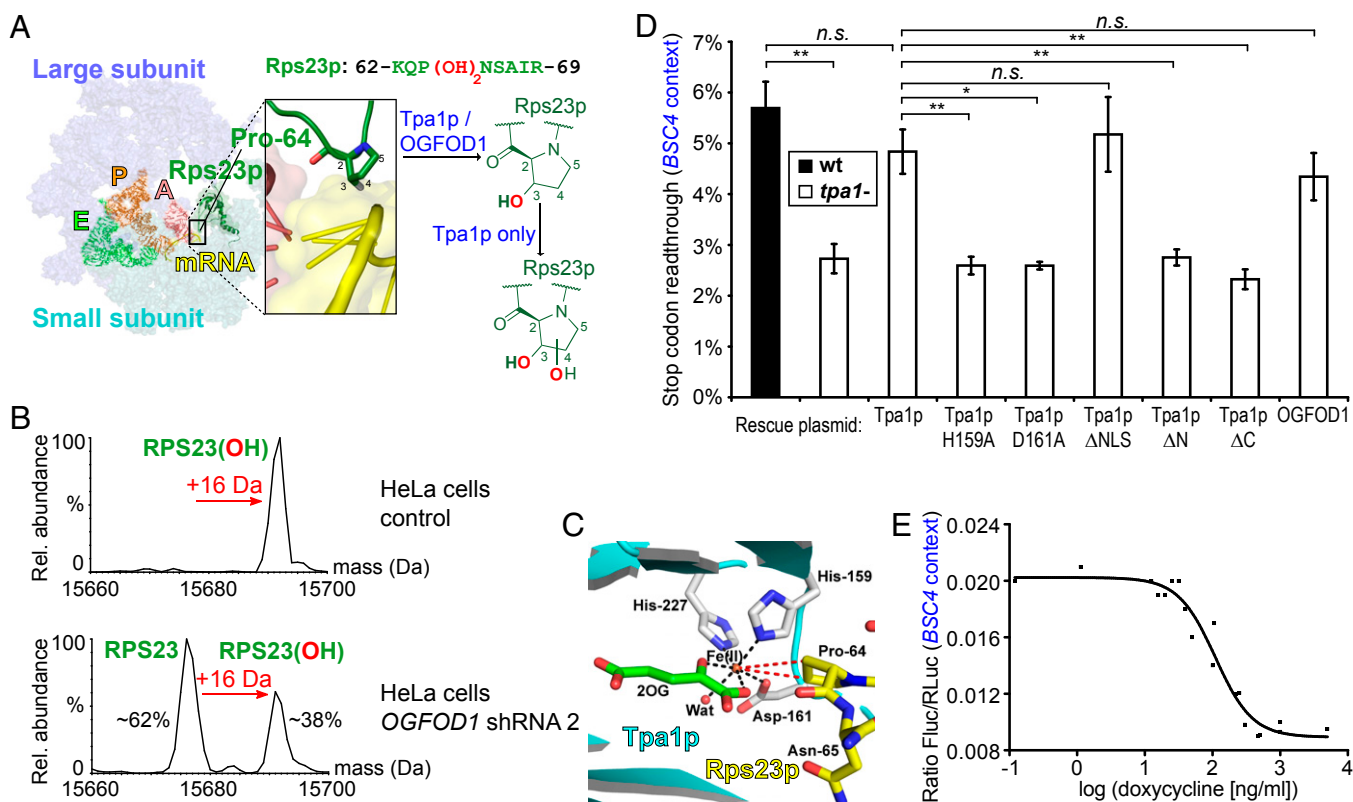 A
Large subunit
Rps23p: 62-KQP(OH)2NSAIR-69
Pro-64
Rps23p
P
A
E
mRNA
Small subunit
2
3
4
5
Tpa1p /
OGFOD1
Rps23p
O
N
2
5
3
4
HO
Tpa1p only
Rps23p
O
N
2
5
3
4
HO
OH
B
Rel. abundance
100
%
0
RPS23(OH)
+16 Da
HeLa cells
control
15660 15680 15700 mass (Da)
Rel. abundance
100
%
0
RPS23 RPS23(OH)
+16 Da
~62% ~38%
HeLa cells
OGFOD1 shRNA 2
15660 15680 15700 mass (Da)
C
His-159
His-227
Fe(II)
Pro-64
2OG
Wat
Asp-161
Tpa1p
Asn-65
Rps23p
D
Stop codon readthrough (BSC4 context)
7%
6%
5%
4%
3%
2%
1%
0%
n.s. n.s.
**
**
**
n.s.
*
**
wt
tpa1-
Rescue plasmid: Tpa1p Tpa1p Tpa1p Tpa1p Tpa1p Tpa1p OGFOD1
H159A D161A ΔNLS ΔN ΔC
E
Ratio Fluc/RLuc (BSC4 context)
0.024
0.020
0.016
0.012
0.008
-1 0 1 2 3 4
log (doxycycline [ng/ml])